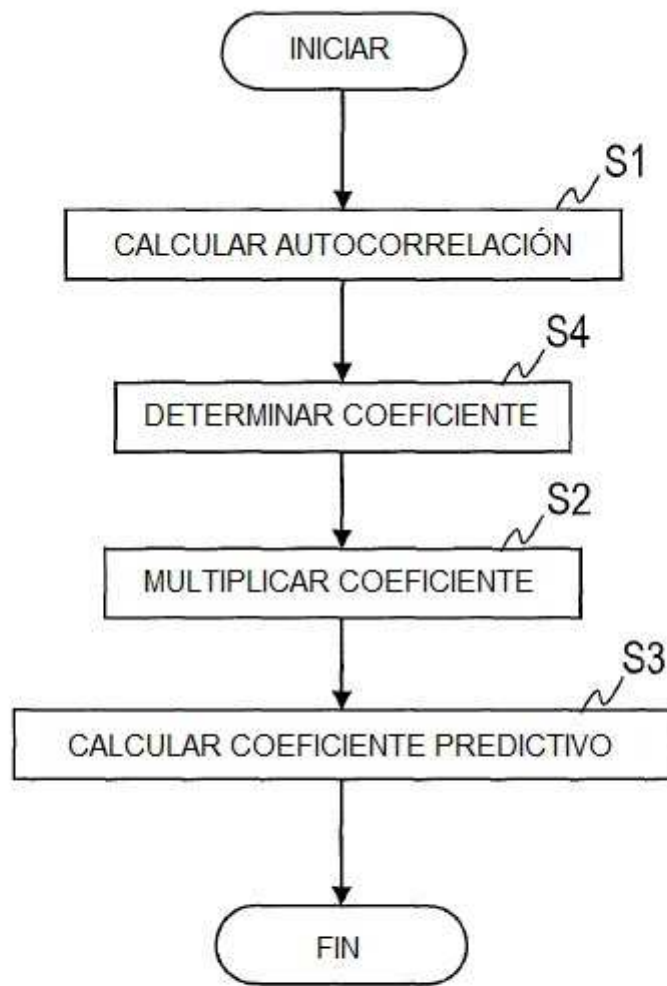 INICIAR
S1
CALCULAR AUTOCORRELACIÓN
S4
DETERMINAR COEFICIENTE
S2
MULTIPLICAR COEFICIENTE
S3
CALCULAR COEFICIENTE PREDICTIVO
FIN